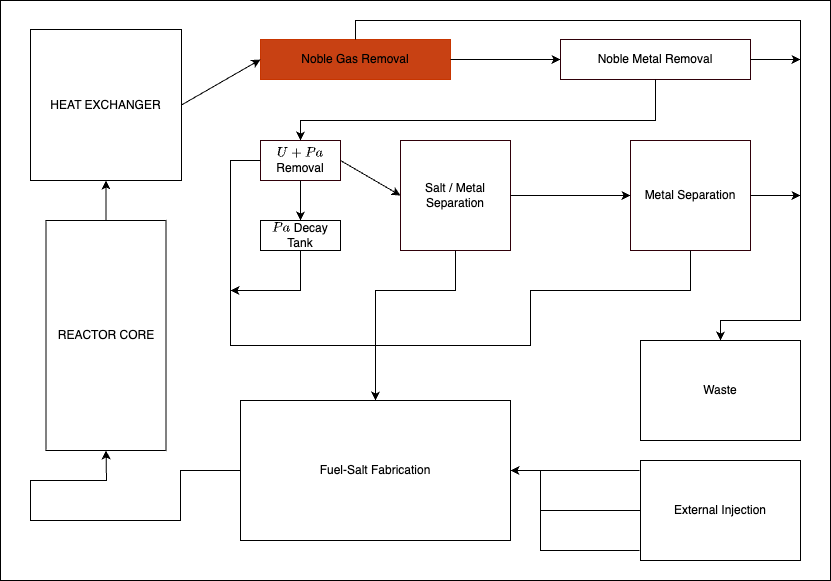 Noble Gas Removal
Noble Metal Removal
HEAT EXCHANGER
U + Pa
Removal
Salt / Metal
Separation
Metal Separation
Pa Decay
Tank
REACTOR CORE
Waste
Fuel-Salt Fabrication
External Injection